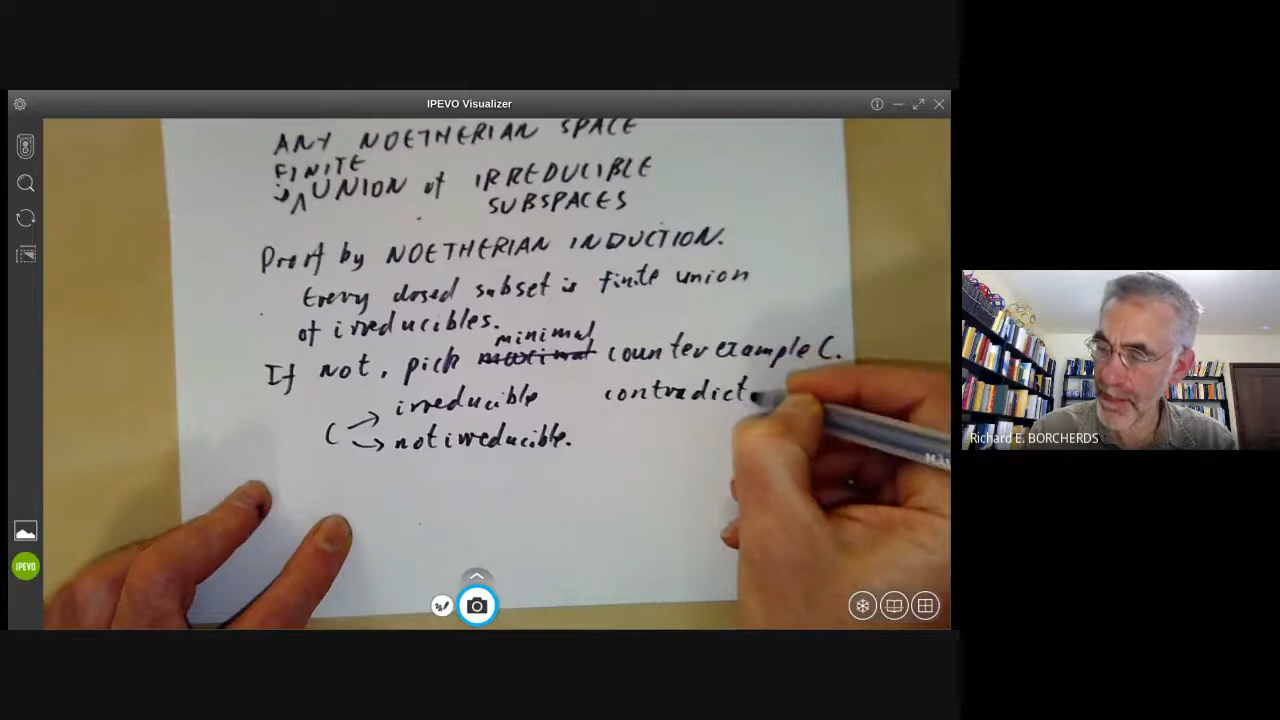 IPEVO Visualizer
ANY NOETHERIAN SPACE
FINITE
is ∧ UNION of IRREDUCIBLE
SUBSPACES
Proof by NOETHERIAN INDUCTION.
Every closed subset is finite union
of irreducibles.
minimal
If not, pick maximal counterexample C.
irreducible contradict
C
not irreducible.
Richard E. BORCHERDS
IPEVO